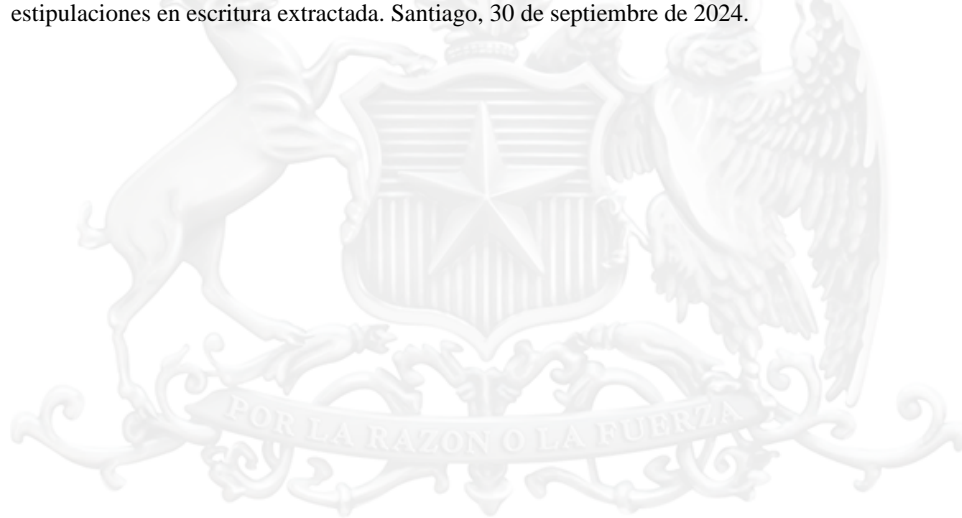 estipulaciones en escritura extractada. Santiago, 30 de septiembre de 2024.
POR LA RAZON O LA FUERZA